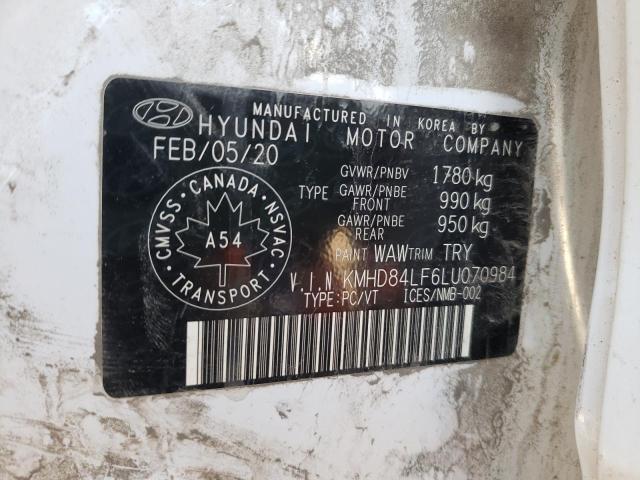 MANUFACTURED IN KOREA BY
HYUNDAI MOTOR COMPANY
FEB/05/20
GVWR/PNBV 1780 kg
TYPE GAWR/PNBE FRONT 990 kg
GAWR/PNBE REAR 950 kg
PAINT WAW TRIM TRY
CANADA
CMVSS NSVAC
A54
TRANSPORT
V.I.N KMHD84LF6LU070984
TYPE:PC/VT ICES/NMB-002